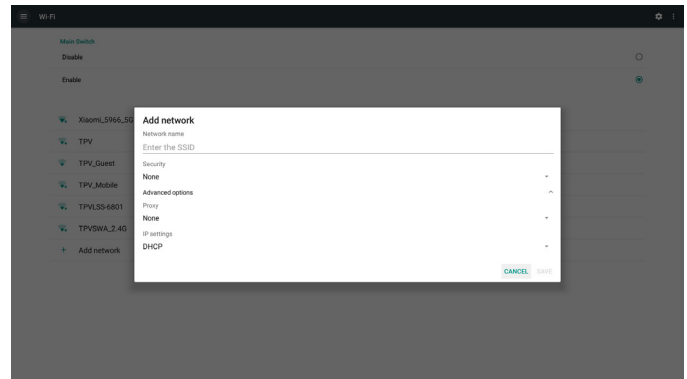 Wi-Fi
Main Switch
Disable
Enable
Xiaomi_5966_5G
TPV
TPV_Guest
TPV_Mobile
TPVLSS-6801
TPVSWA_2.4G
Add network
Add network
Network name
Enter the SSID
Security
None
Advanced options
Proxy
None
IP settings
DHCP
CANCEL SAVE